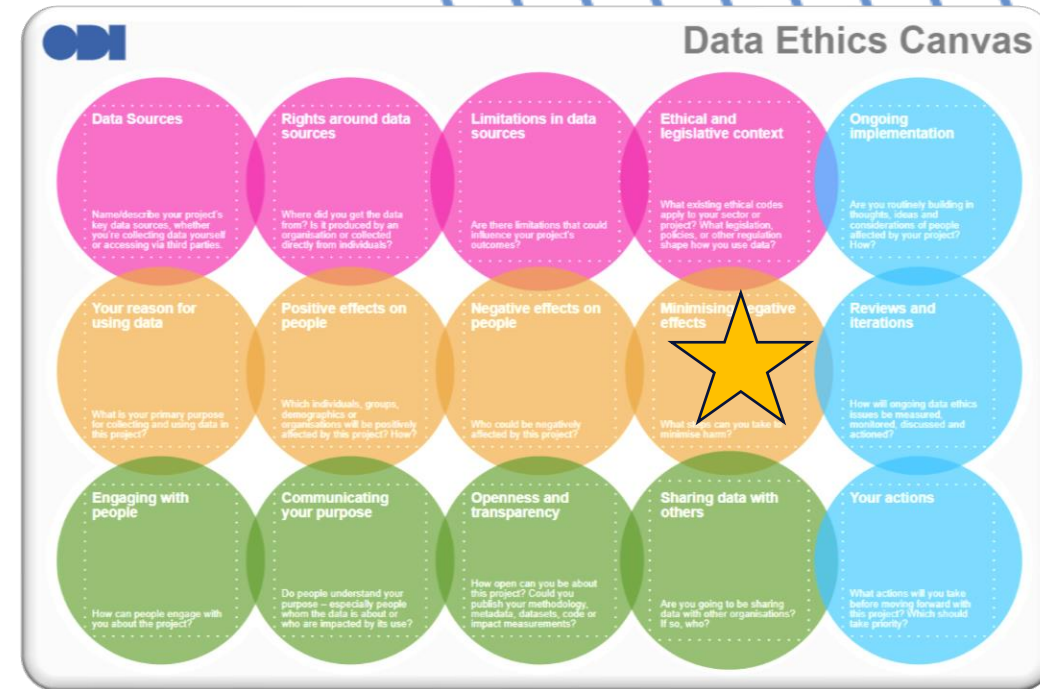 ODI
Data Ethics Canvas
Data Sources
Name/describe your project's
key data sources, whether
you're collecting data yourself
or accessing via third parties.
Rights around data
sources
Where did you get the data
from? Is it produced by an
organisation or collected
directly from individuals?
Limitations in data
sources
Are there limitations that could
influence your project's
outcomes?
Ethical and
legislative context
What existing ethical codes
apply to your sector or
project? What legislation,
policies, or other regulation
shape how you use data?
Ongoing
implementation
Are you routinely building in
thoughts, ideas and
considerations of people
affected by your project?
How?
Your reason for
using data
What is your primary purpose
for collecting and using data in
this project?
Positive effects on
people
Which individuals, groups,
demographics or
organisations will be positively
affected by this project? How?
Negative effects on
people
Who could be negatively
affected by this project?
Minimising negative
effects
What can you take to
minimise harm?
Reviews and
iterations
How will ongoing data ethics
issues be measured,
monitored, discussed and
actioned?
Engaging with
people
How can people engage with
you about the project?
Communicating
your purpose
Do people understand your
purpose – especially people
whom the data is about or
who are impacted by its use?
Openness and
transparency
How open can you be about
this project? Could you
publish your methodology,
metadata, datasets, code or
impact measurements?
Sharing data with
others
Are you going to be sharing
data with other organisations?
If so, who?
Your actions
What actions will you take
before moving forward with
this project? Which should
take priority?